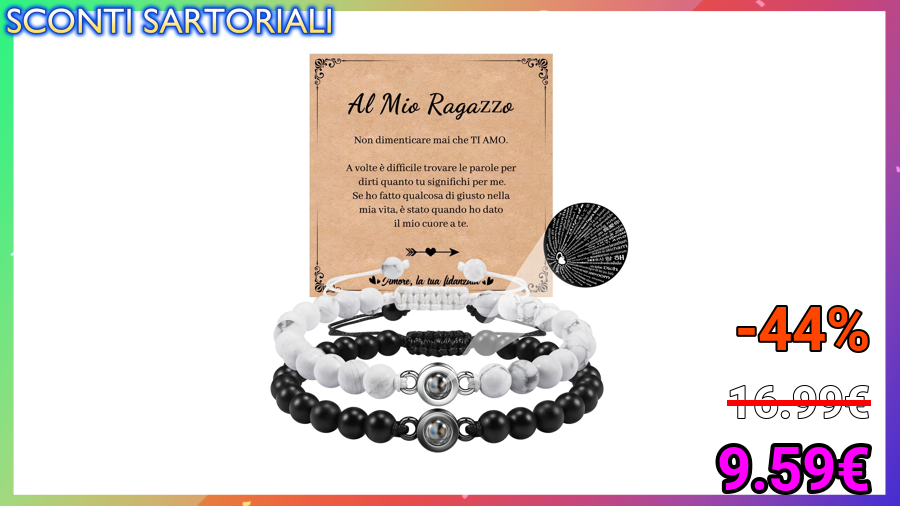 SCONTI SARTORIALI
Al Mio Ragazzo
Non dimenticare mai che TI AMO.
A volte è difficile trovare le parole per
dirti quanto tu significhi per me.
Se ho fatto qualcosa di giusto nella
mia vita, è stato quando ho dato
il mio cuore a te.
Amore, la tua fidanzata
-44%
16.99€
9.59€